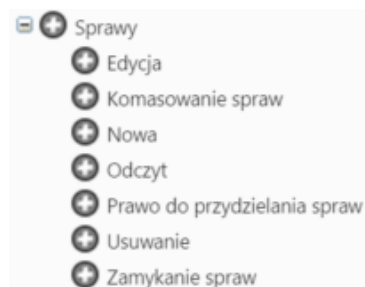 Sprawy
Edycja
Komasowanie spraw
Nowa
Odczyt
Prawo do przydzielania spraw
Usuwanie
Zamykanie spraw